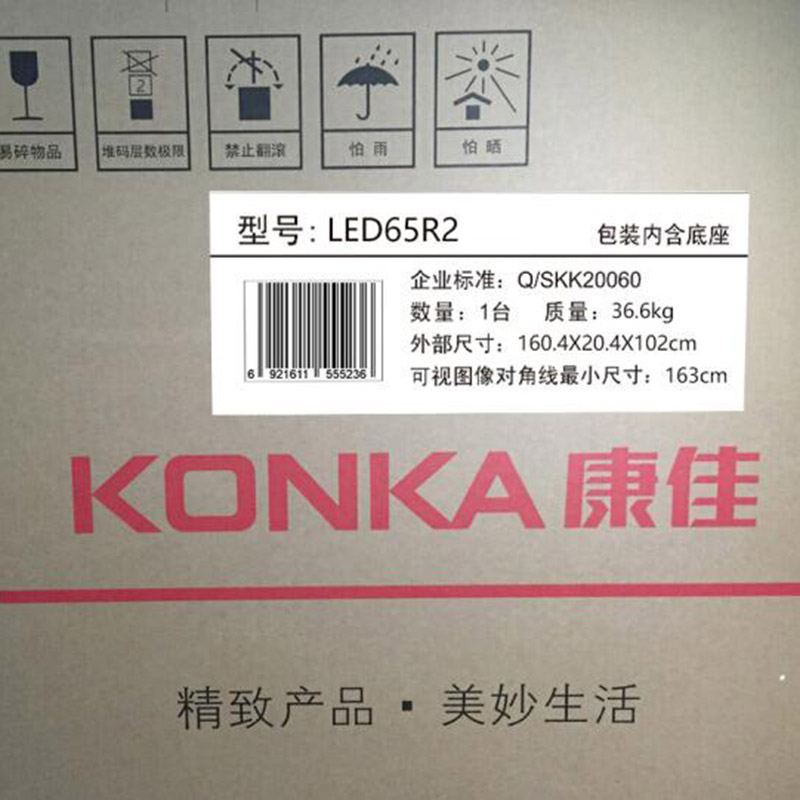 易碎物品
2
堆码层数极限
禁止翻滚
怕雨
怕晒
型号: LED65R2
包装内含底座
企业标准: Q/SKK20060
数量: 1台 质量: 36.6kg
外部尺寸: 160.4X20.4X102cm
可视图像对角线最小尺寸: 163cm
6 921611 555236
KONKA 康佳
精致产品 · 美妙生活